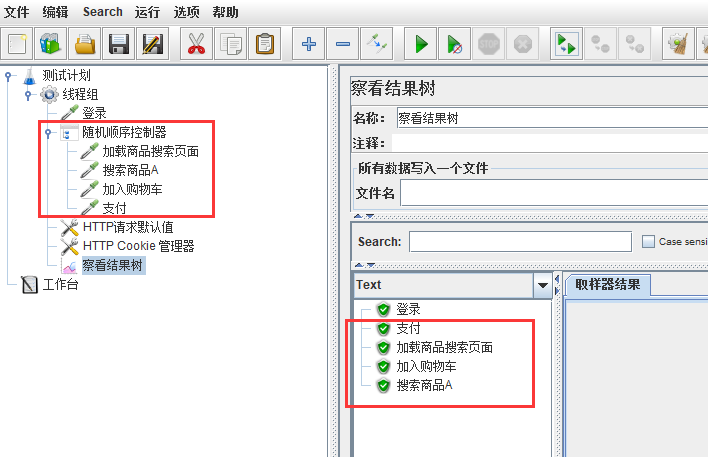 文件 编辑 Search 运行 选项 帮助
测试计划
线程组
登录
随机顺序控制器
加载商品搜索页面
搜索商品A
加入购物车
支付
HTTP请求默认值
HTTP Cookie 管理器
察看结果树
工作台
察看结果树
名称： 察看结果树
注释：
所有数据写入一个文件
文件名
Search: Case sensi
Text 取样器结果
登录
支付
加载商品搜索页面
加入购物车
搜索商品A